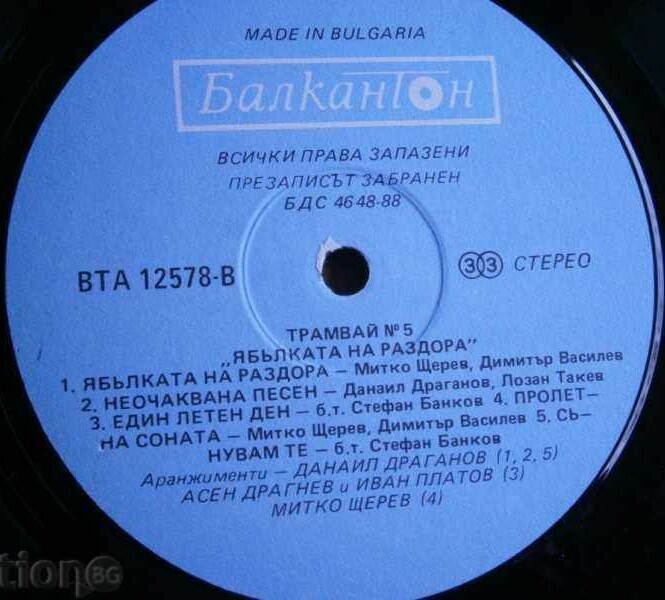 MADE IN BULGARIA
Балкантон
ВСИЧКИ ПРАВА ЗАПАЗЕНИ
ПРЕЗАПИСЪТ ЗАБРАНЕН
БДС 4648-88
ВТА 12578-В
33 СТЕРЕО
ТРАМВАЙ №5
„ЯБЪЛКАТА НА РАЗДОРА"
1. ЯБЪЛКАТА НА РАЗДОРА – Митко Щерев, Димитър Василев
2. НЕОЧАКВАНА ПЕСЕН – Данаил Драганов, Лозан Такев
3. ЕДИН ЛЕТЕН ДЕН – б.т. Стефан Банков 4. ПРОЛЕТ-
НА СОНАТА – Митко Щерев, Димитър Василев 5. СЪ-
НУВАМ ТЕ – б.т. Стефан Банков
Аранжименти – ДАНАИЛ ДРАГАНОВ (1, 2, 5)
АСЕН ДРАГНЕВ и ИВАН ПЛАТОВ (3)
МИТКО ЩЕРЕВ (4)
tion BG